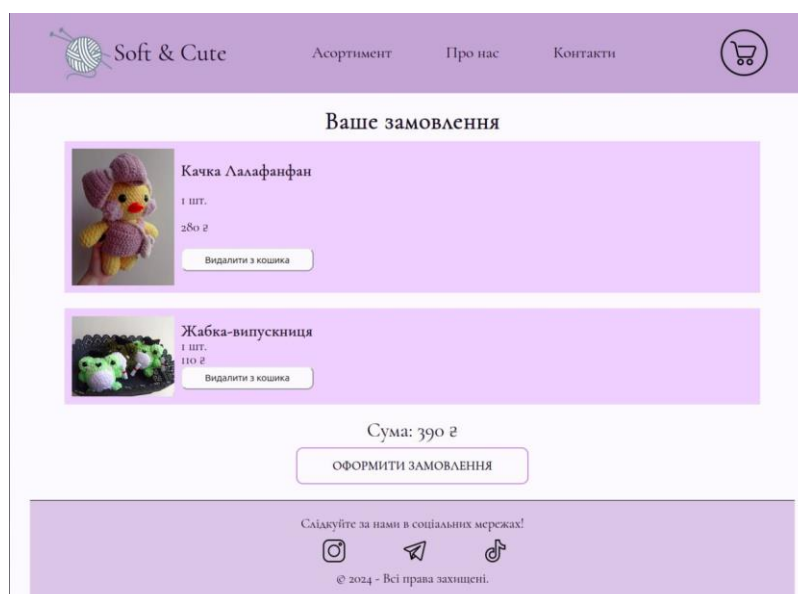 Soft & Cute
Асортимент
Про нас
Контакти
Ваше замовлення
Качка Лалафанфан
1 шт.
280 ₴
Видалити з кошика
Жабка-випускниця
1 шт.
110 ₴
Видалити з кошика
Сума: 390 ₴
ОФОРМИТИ ЗАМОВЛЕННЯ
Слідкуйте за нами в соціальних мережах!
© 2024 - Всі права захищені.